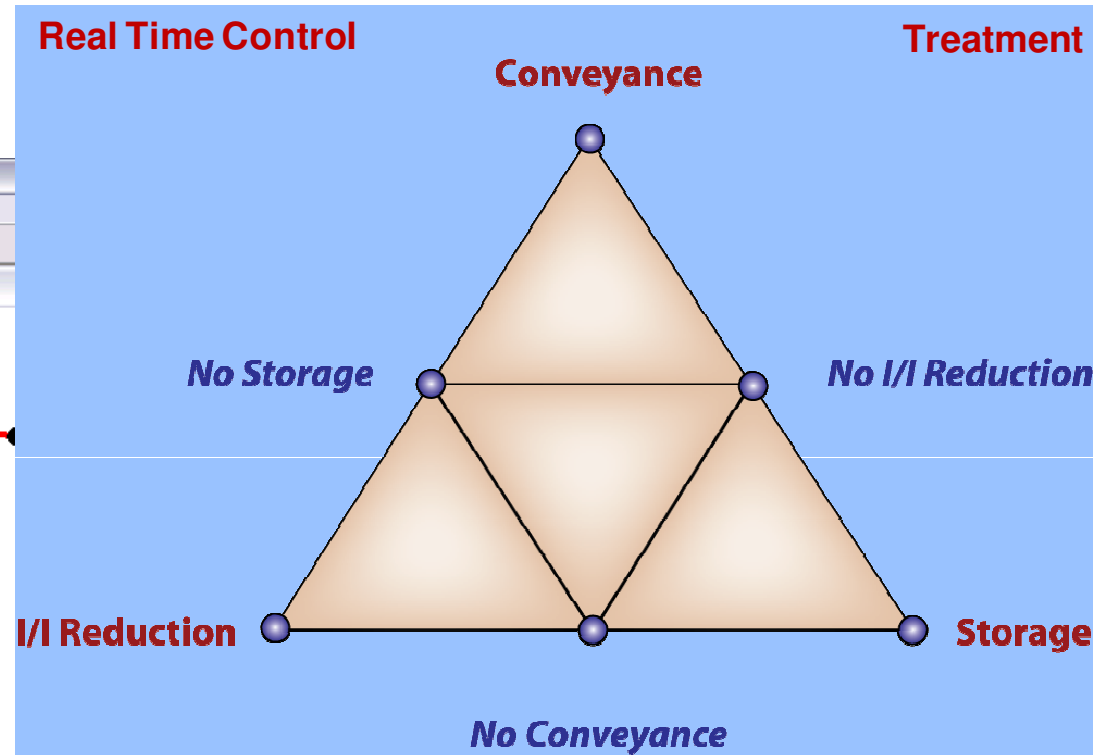 Real Time Control
Treatment
Conveyance
No Storage
No I/I Reduction
I/I Reduction
Storage
No Conveyance